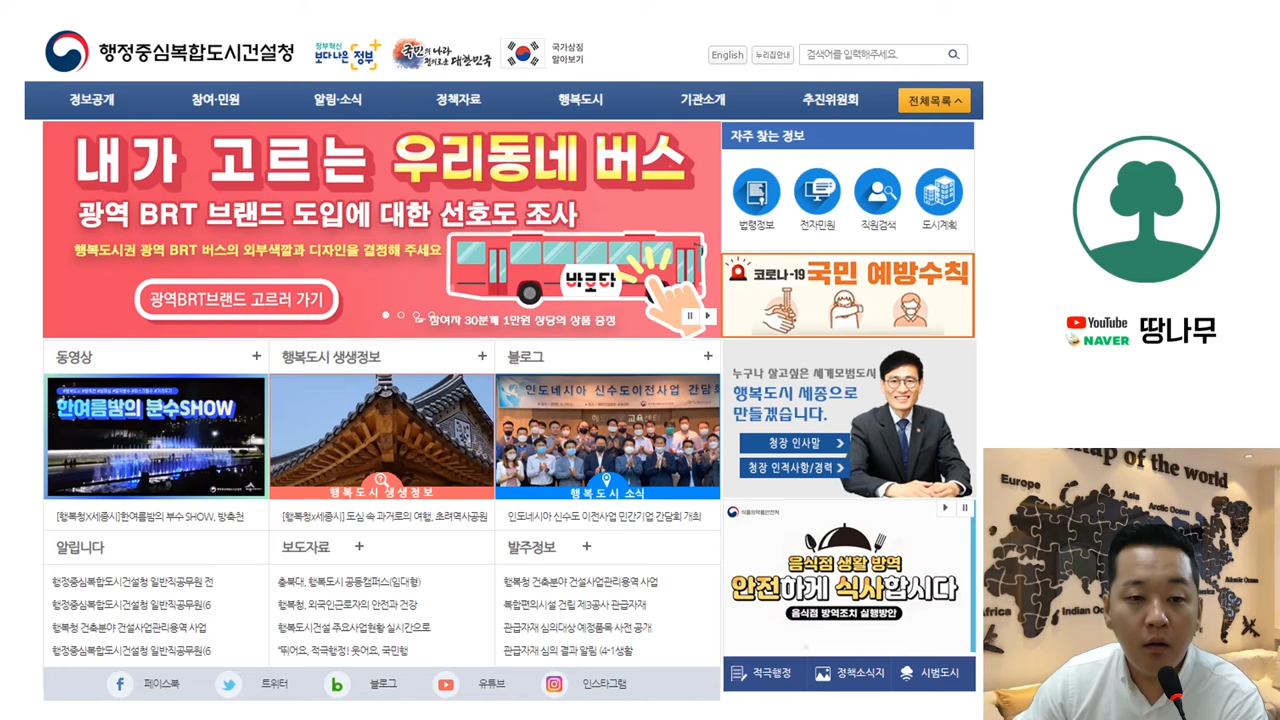 행정중심복합도시건설청
정부혁신
보다나은 정부
국민의 나라
정의로운 대한민국
국가상징
알아보기
English
누리집안내
검색어를 입력해주세요.
정보공개
참여·민원
알림·소식
정책자료
행복도시
기관소개
추진위원회
전체목록
내가 고르는 우리동네 버스
광역 BRT 브랜드 도입에 대한 선호도 조사
행복도시권 광역 BRT 버스의 외부색깔과 디자인을 결정해 주세요
바로타
광역BRT브랜드 고르러 가기
참여자 30분께 1만원 상당의 상품 증정
자주 찾는 정보
법령정보
전자민원
직원검색
도시계획
코로나-19 국민 예방수칙
YouTube
NAVER
땅나무
동영상
행복도시 생생정보
블로그
한여름밤의 분수SHOW
행복도시 생생정보
인도네시아 신수도이전사업 간담회
행복도시 소식
[행복청X세종시]한여름밤의 부수 SHOW, 방축천
[행복청x세종시] 도심 속 과거로의 여행, 초려역사공원
인도네시아 신수도 이전사업 민간기업 간담회 개최
누구나 살고싶은 세계모범도시
행복도시 세종으로
만들겠습니다.
청장 인사말
청장 인적사항/경력
알립니다
보도자료
발주정보
행정중심복합도시건설청 일반직공무원 전
행정중심복합도시건설청 일반직공무원(6
행복청 건축분야 건설사업관리용역 사업
행정중심복합도시건설청 일반직공무원(6
충북대, 행복도시 공동캠퍼스(임대형)
행복청, 외국인근로자의 안전과 건강
행복도시건설 주요사업현황 실시간으로
"뛰어요, 적극행정! 웃어요, 국민행
행복청 건축분야 건설사업관리용역 사업
복합편의시설 건립 제3공사 관급자재
관급자재 심의대상 예정품목 사전 공개
관급자재 심의 결과 알림 (4-1생활
식품의약품안전처
음식점 생활 방역
안전하게 식사합시다
음식점 방역조치 실행방안
적극행정
정책소식지
시범도시
페이스북
트위터
블로그
유튜브
인스타그램
map of the world
Europe
Asia
Arctic Ocean
Atlantic Ocean
Africa
Indian